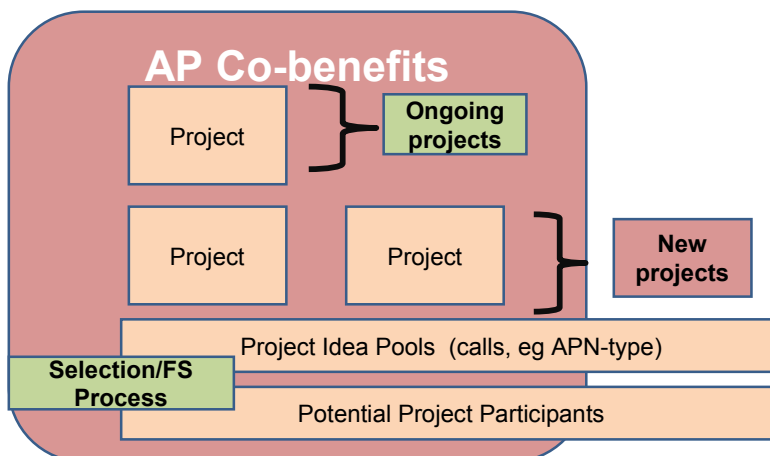 AP Co-benefits
Project
Ongoing
projects
Project
Project
New
projects
Project Idea Pools (calls, eg APN-type)
Selection/FS
Process
Potential Project Participants